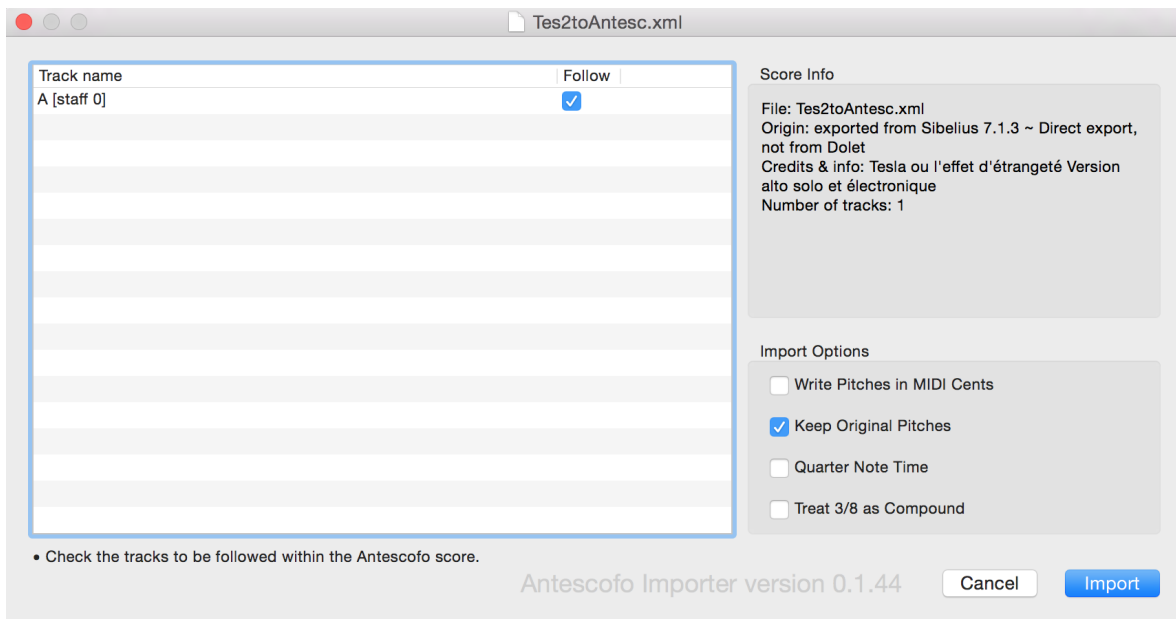 Tes2toAntesc.xml
Track name Follow
A [staff 0]
• Check the tracks to be followed within the Antescofo score.
Score Info
File: Tes2toAntesc.xml
Origin: exported from Sibelius 7.1.3 ~ Direct export,
not from Dolet
Credits & info: Tesla ou l'effet d'étrangeté Version
alto solo et électronique
Number of tracks: 1
Import Options
Write Pitches in MIDI Cents
Keep Original Pitches
Quarter Note Time
Treat 3/8 as Compound
Antescofo Importer version 0.1.44
Cancel
Import